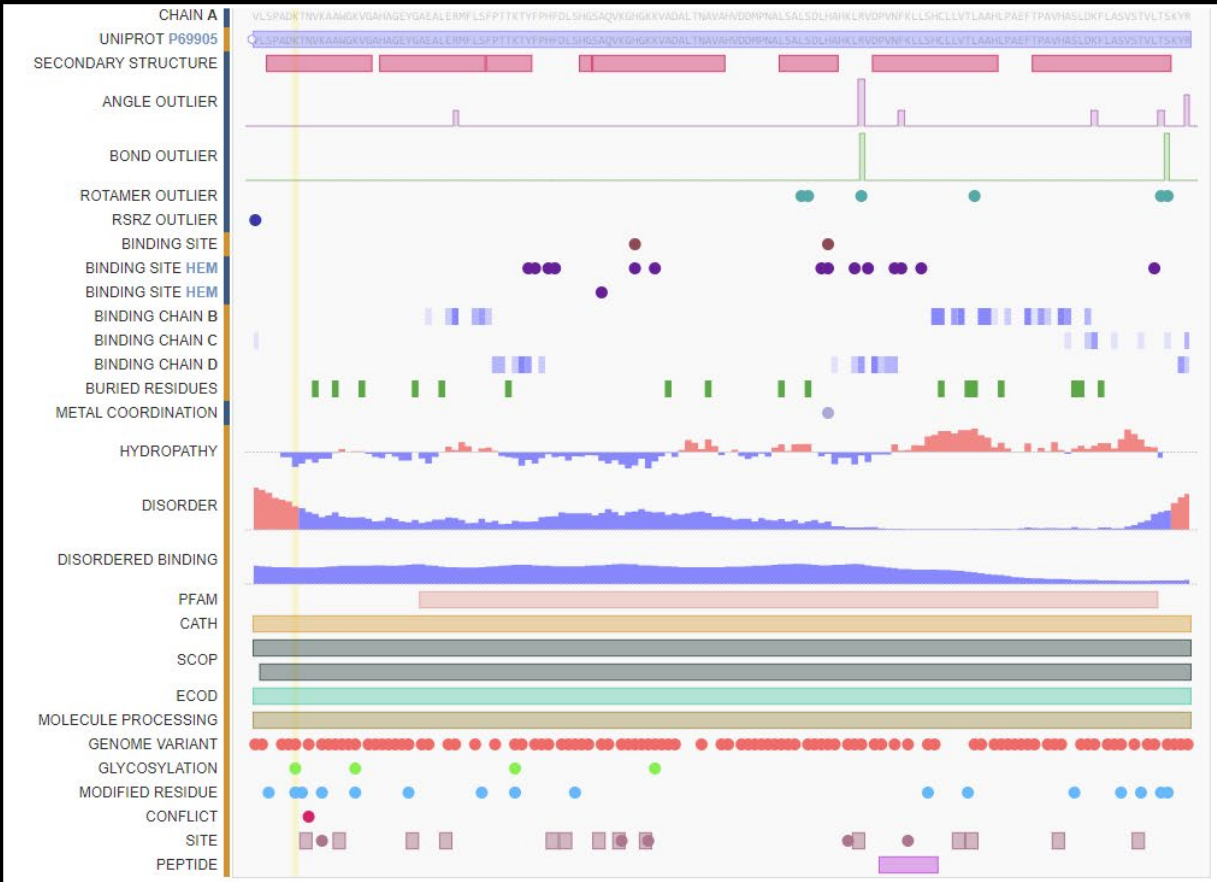 CHAIN A VLSPADKTNVKAAWGKVGAHAGEYGAEALERMFLSFPTTKTYFPHFDLSHGSAQVKGHGKKVADALTNAVAHVDDMPNALSALSDLHAHKLRVDPVNFKLLSHCLLVTLAAHLPAEFTPAVHASLDKFLASVSTVLTSKYR
UNIPROT P69905 VLSPADKTNVKAAWGKVGAHAGEYGAEALERMFLSFPTTKTYFPHFDLSHGSAQVKGHGKKVADALTNAVAHVDDMPNALSALSDLHAHKLRVDPVNFKLLSHCLLVTLAAHLPAEFTPAVHASLDKFLASVSTVLTSKYR
SECONDARY STRUCTURE
ANGLE OUTLIER
BOND OUTLIER
ROTAMER OUTLIER
RSRZ OUTLIER
BINDING SITE
BINDING SITE HEM
BINDING SITE HEM
BINDING CHAIN B
BINDING CHAIN C
BINDING CHAIN D
BURIED RESIDUES
METAL COORDINATION
HYDROPATHY
DISORDER
DISORDERED BINDING
PFAM
CATH
SCOP
ECOD
MOLECULE PROCESSING
GENOME VARIANT
GLYCOSYLATION
MODIFIED RESIDUE
CONFLICT
SITE
PEPTIDE